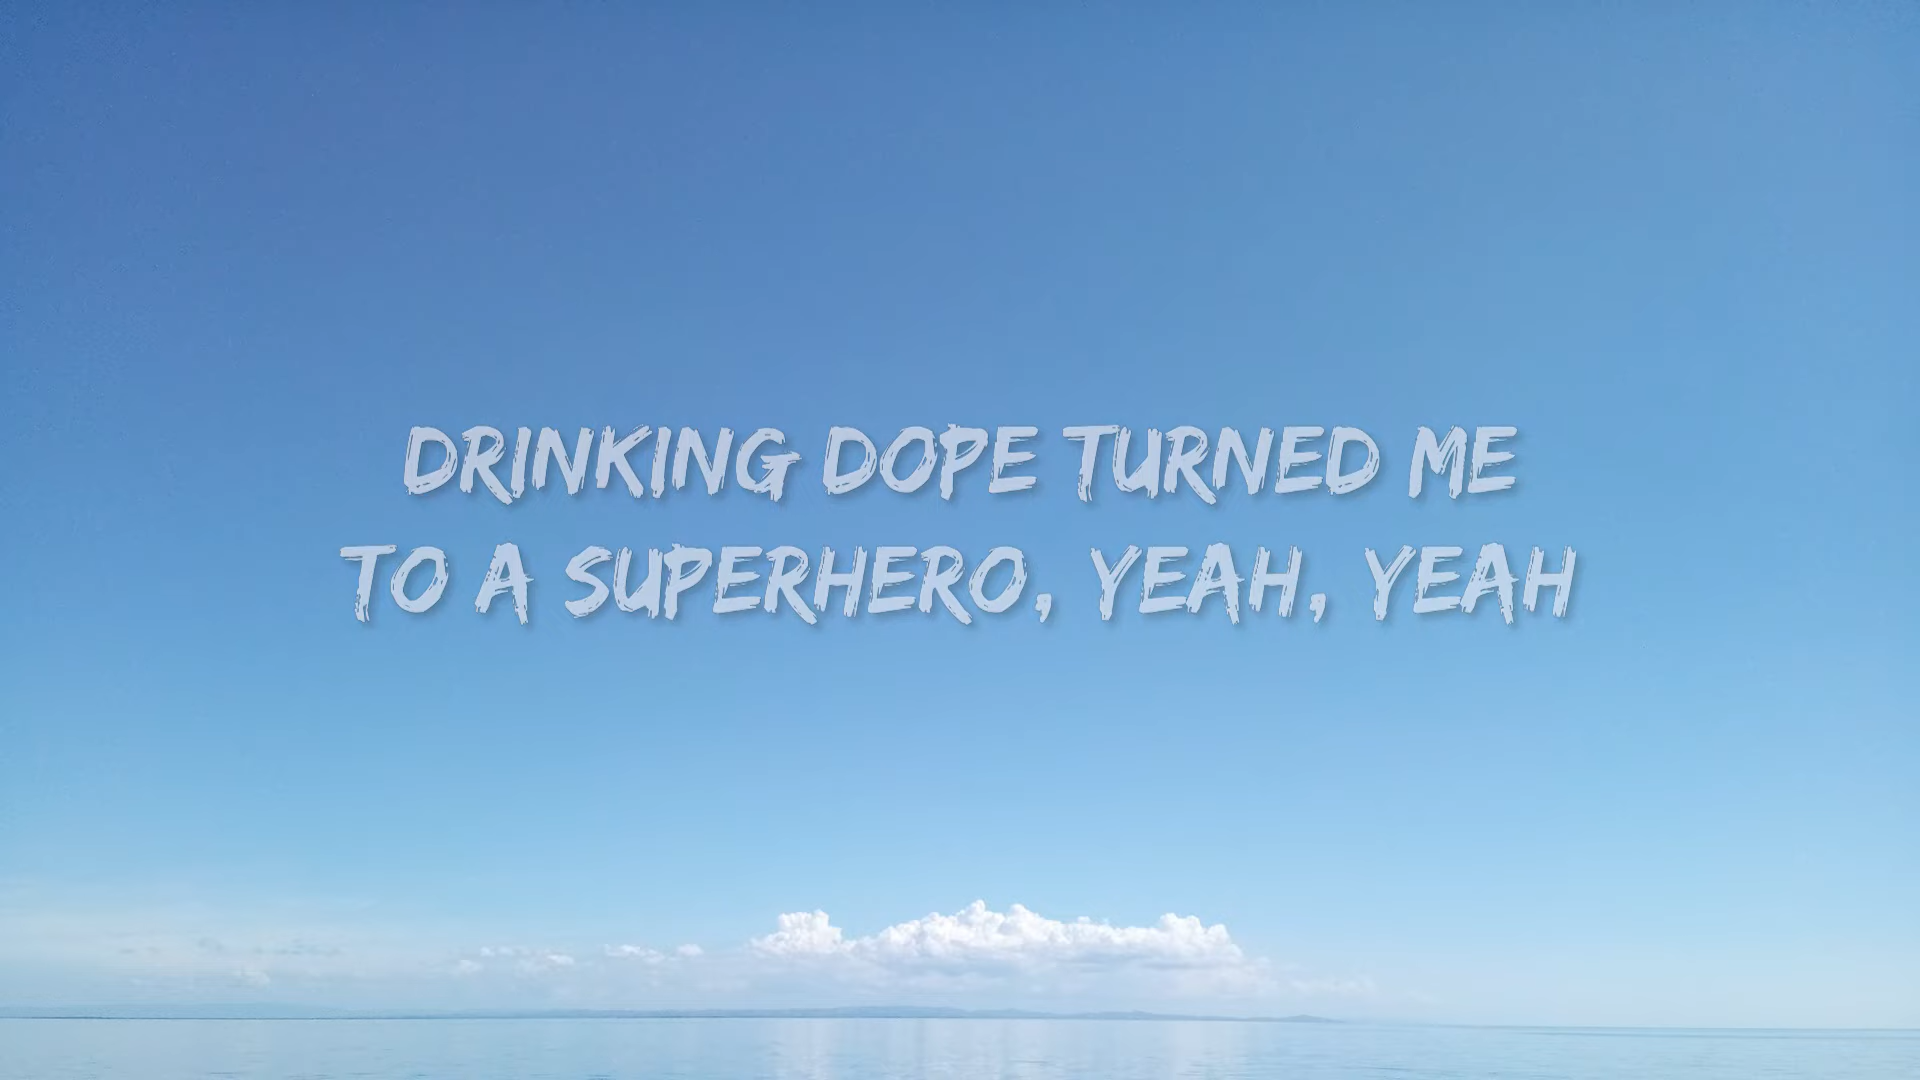 DRINKING DOPE TURNED ME
TO A SUPERHERO, YEAH, YEAH